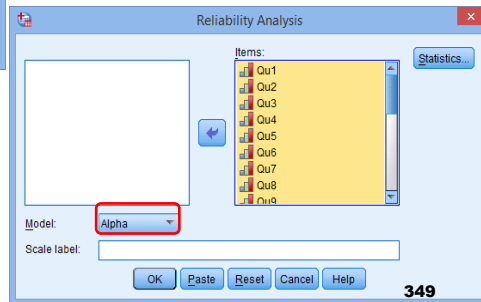 Reliability Analysis
Items:
Statistics...
Qu1
Qu2
Qu3
Qu4
Qu5
Qu6
Qu7
Qu8
Qu9
Model:
Alpha
Scale label:
OK Paste Reset Cancel Help
349